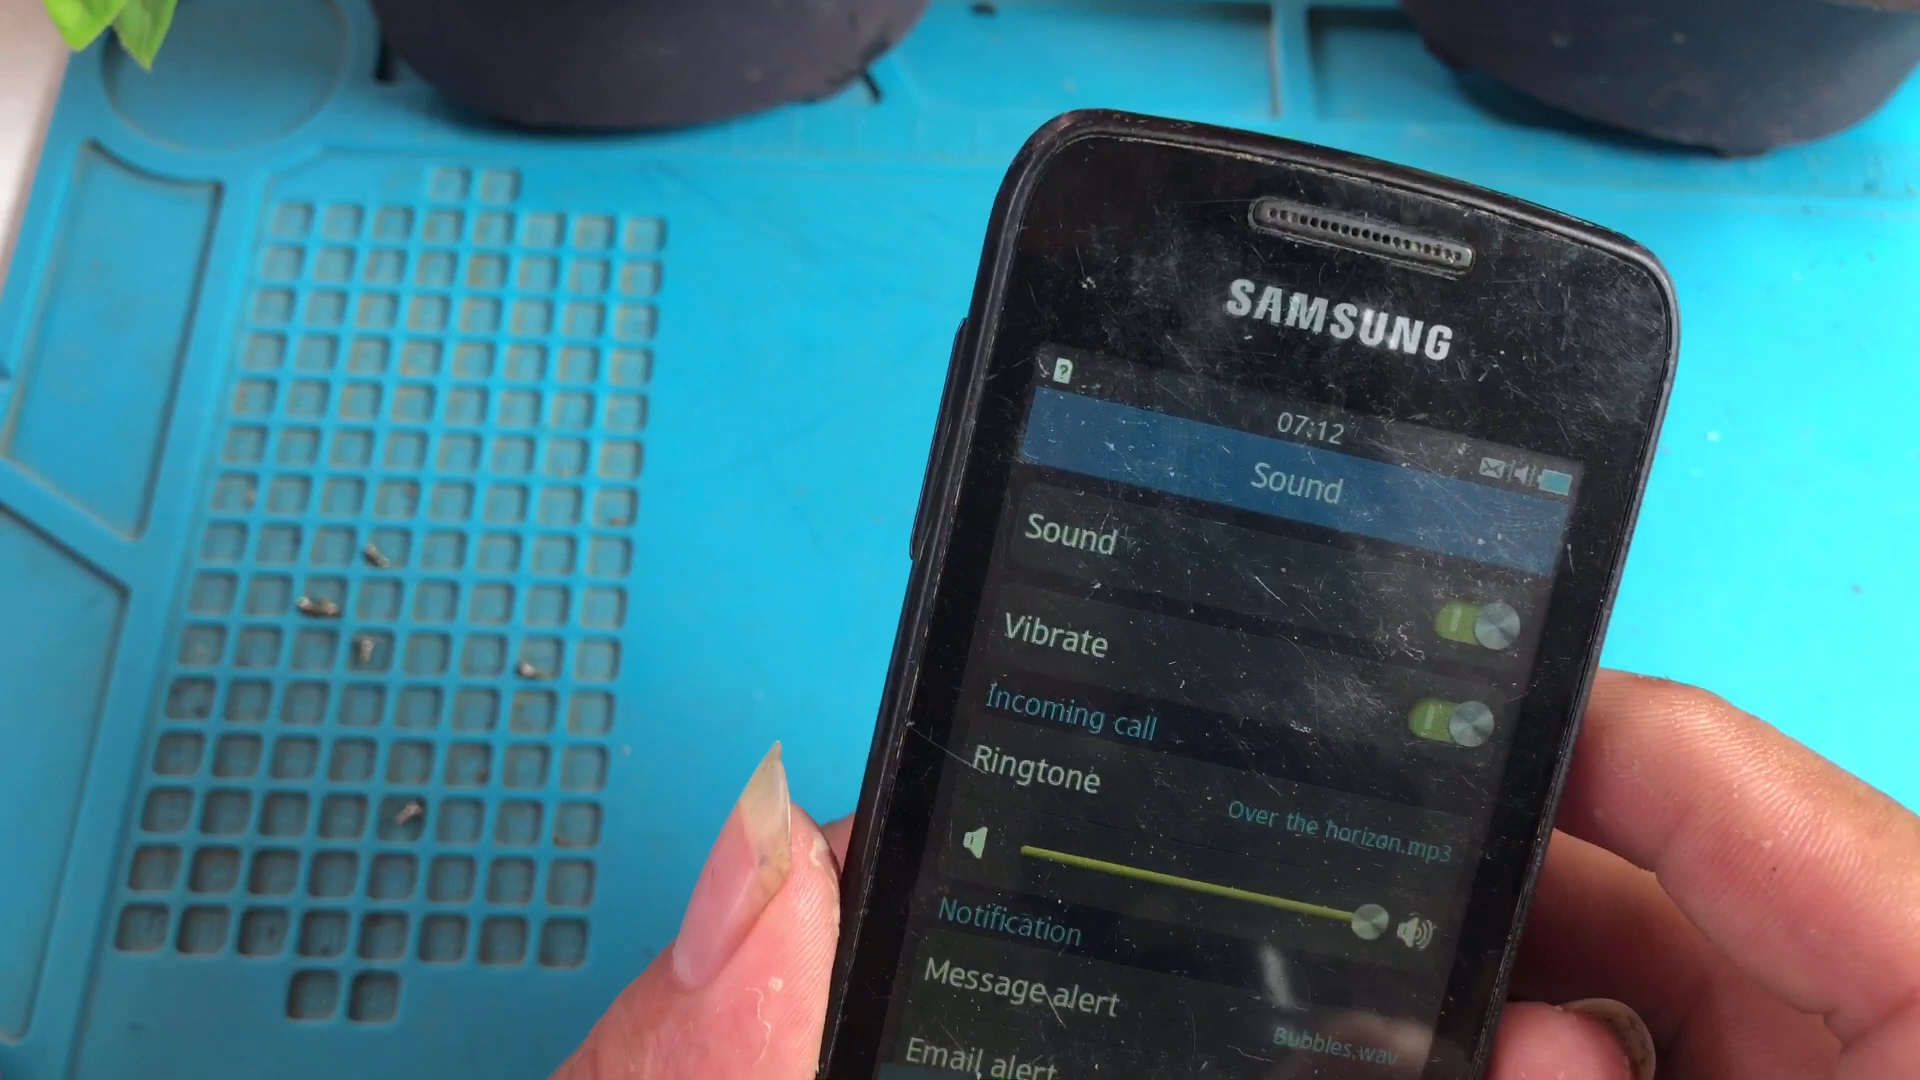 SAMSUNG
07:12
Sound
Sound
Vibrate
Incoming call
Ringtone
Over the horizon.mp3
Notification
Message alert
Bubbles.wav
Email alert